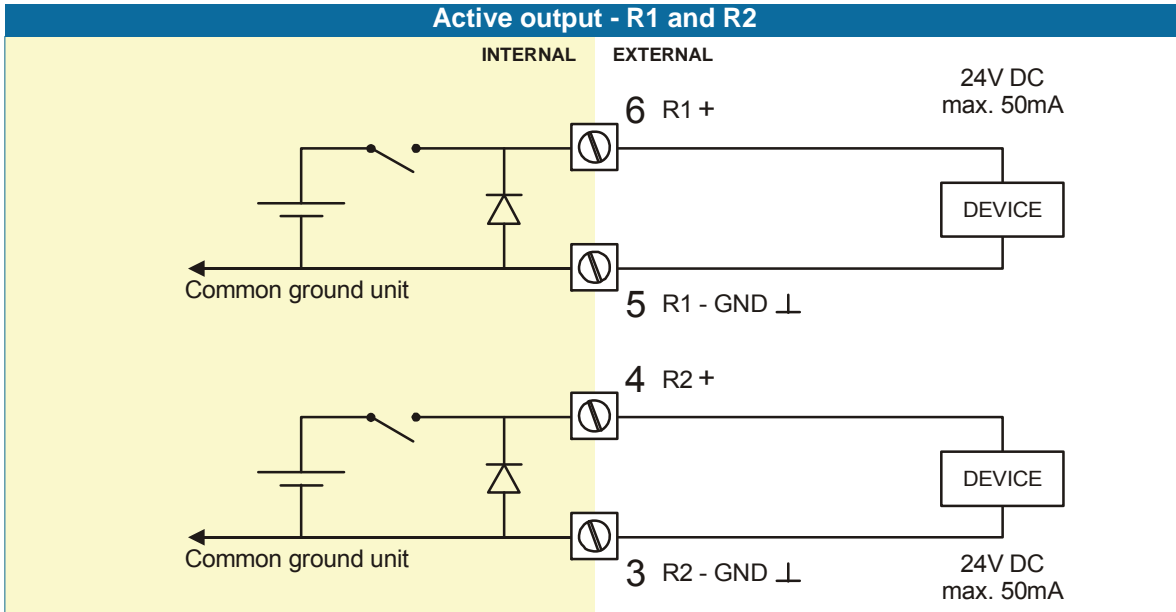 Active output - R1 and R2
INTERNAL EXTERNAL
24V DC
max. 50mA
6 R1 +
DEVICE
Common ground unit
5 R1 - GND ⊥
4 R2 +
DEVICE
Common ground unit
3 R2 - GND ⊥
24V DC
max. 50mA